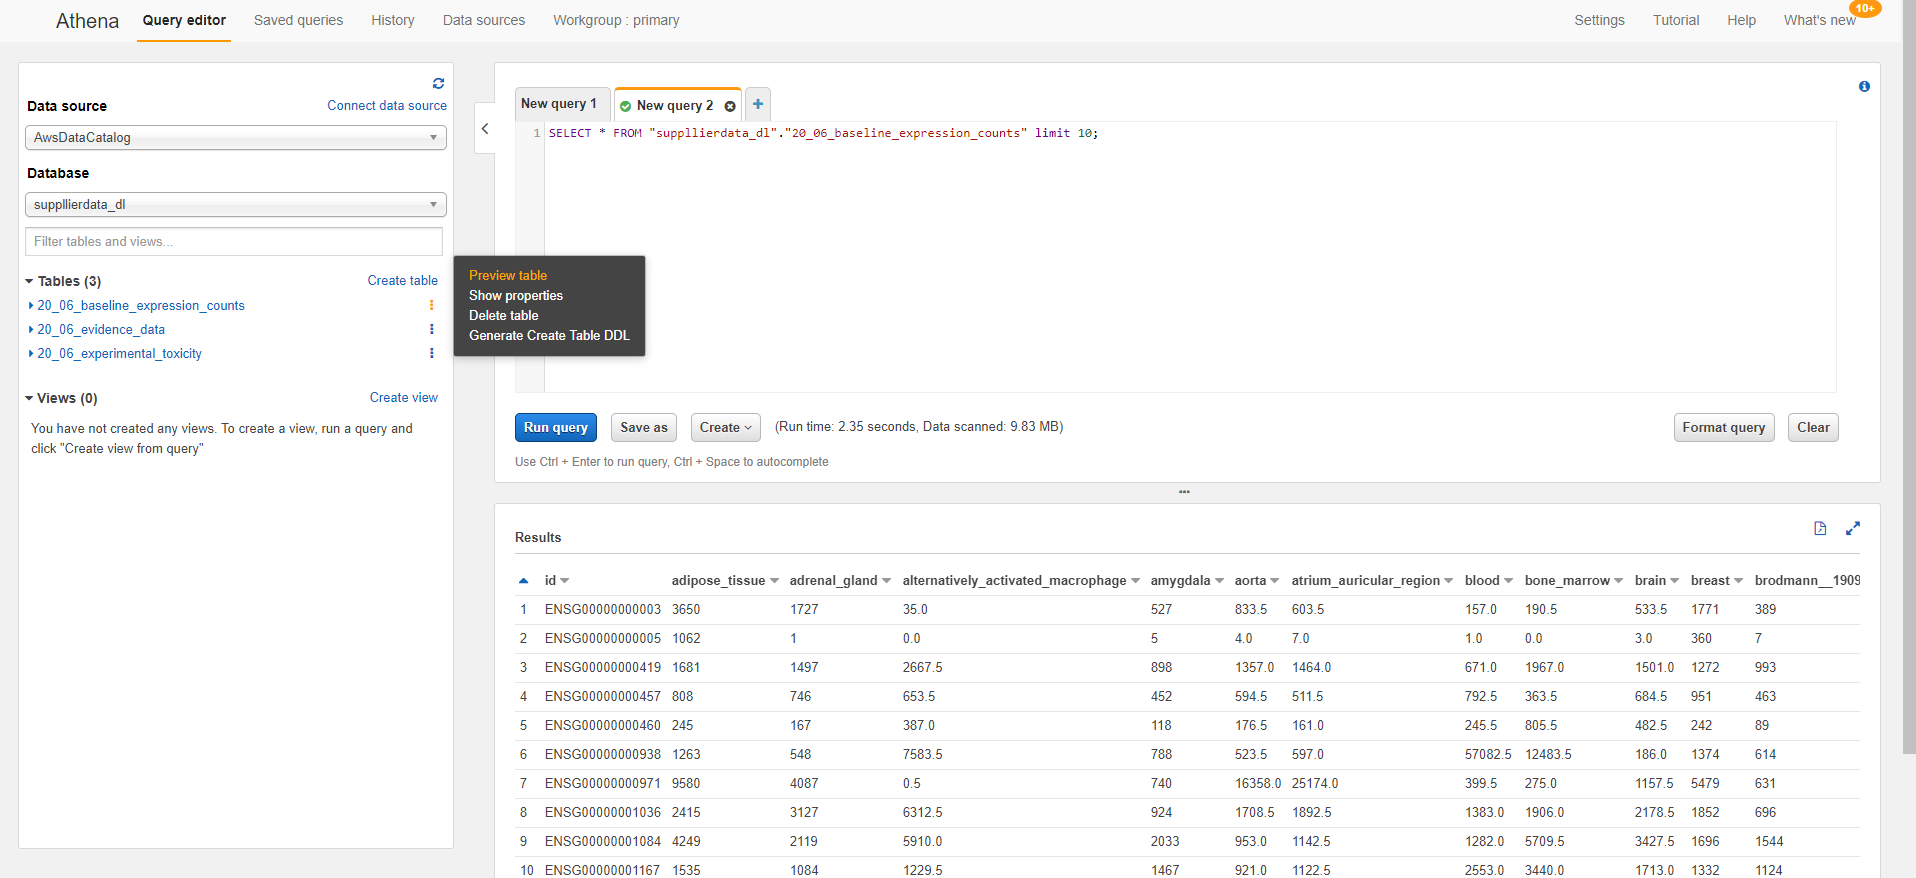 Athena Query editor Saved queries History Data sources Workgroup : primary Settings Tutorial Help What's new 10+
Data source Connect data source
AwsDataCatalog
Database
suppllierdata_dl
Filter tables and views...
Tables (3) Create table
20_06_baseline_expression_counts
20_06_evidence_data
20_06_experimental_toxicity
Views (0) Create view
You have not created any views. To create a view, run a query and
click "Create view from query"
Preview table
Show properties
Delete table
Generate Create Table DDL
New query 1 New query 2
1 SELECT * FROM "suppllierdata_dl"."20_06_baseline_expression_counts" limit 10;
Run query Save as Create (Run time: 2.35 seconds, Data scanned: 9.83 MB) Format query Clear
Use Ctrl + Enter to run query, Ctrl + Space to autocomplete
Results
id adipose_tissue adrenal_gland alternatively_activated_macrophage amygdala aorta atrium_auricular_region blood bone_marrow brain breast brodmann__1909
1 ENSG00000000003 3650 1727 35.0 527 833.5 603.5 157.0 190.5 533.5 1771 389
2 ENSG00000000005 1062 1 0.0 5 4.0 7.0 1.0 0.0 3.0 360 7
3 ENSG00000000419 1681 1497 2667.5 898 1357.0 1464.0 671.0 1967.0 1501.0 1272 993
4 ENSG00000000457 808 746 653.5 452 594.5 511.5 792.5 363.5 684.5 951 463
5 ENSG00000000460 245 167 387.0 118 176.5 161.0 245.5 805.5 482.5 242 89
6 ENSG00000000938 1263 548 7583.5 788 523.5 597.0 57082.5 12483.5 186.0 1374 614
7 ENSG00000000971 9580 4087 0.5 740 16358.0 25174.0 399.5 275.0 1157.5 5479 631
8 ENSG00000001036 2415 3127 6312.5 924 1708.5 1892.5 1383.0 1906.0 2178.5 1852 696
9 ENSG00000001084 4249 2119 5910.0 2033 953.0 1142.5 1282.0 5709.5 3427.5 1696 1544
10 ENSG00000001167 1535 1084 1229.5 1467 921.0 1122.5 2553.0 3440.0 1713.0 1332 1124